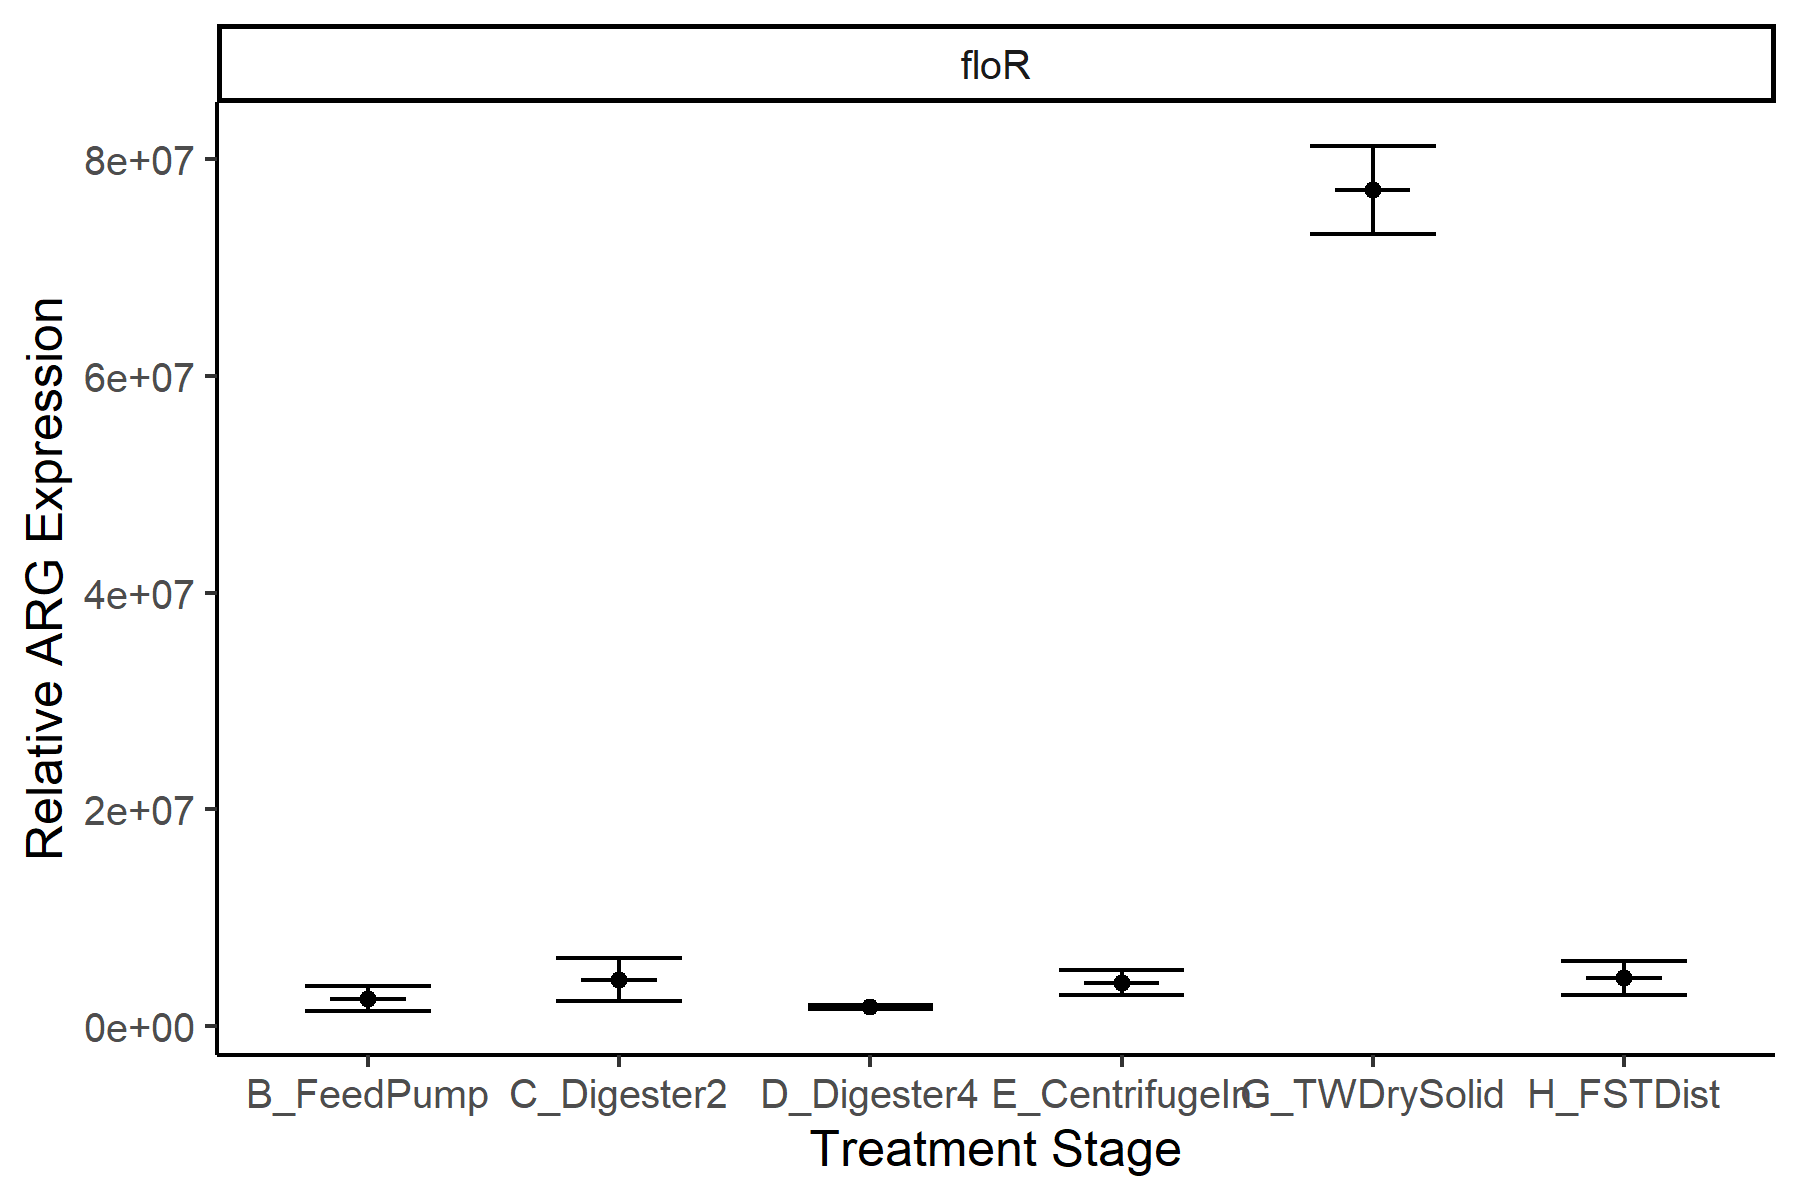 floR
8e+07
6e+07
4e+07
2e+07
0e+00
Relative ARG Expression
B_FeedPump C_Digester2 D_Digester4 E_CentrifugeIn G_TWDrySolid H_FSTDist
Treatment Stage